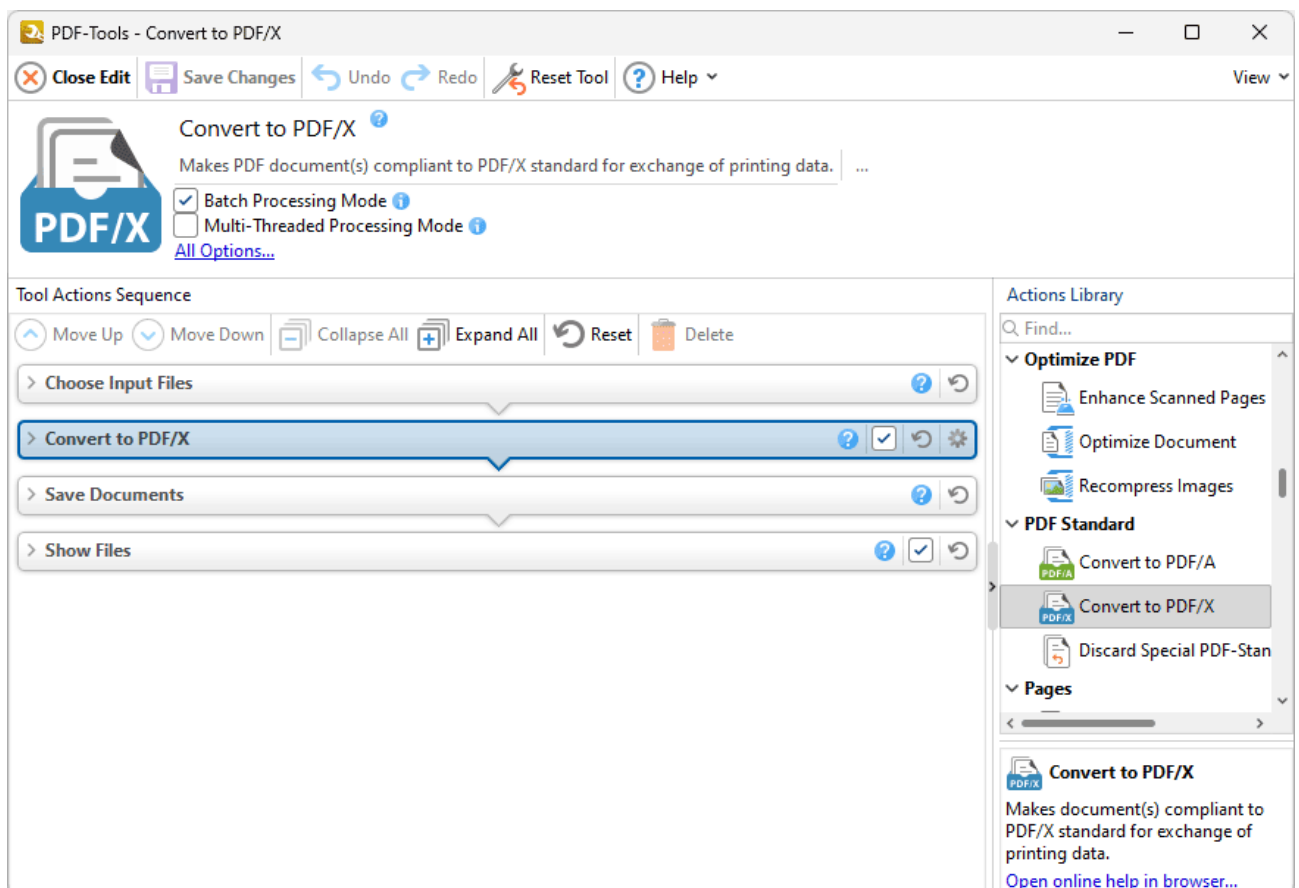 PDF-Tools - Convert to PDF/X
Close Edit Save Changes Undo Redo Reset Tool ? Help View
PDF/X
Convert to PDF/X ?
Makes PDF document(s) compliant to PDF/X standard for exchange of printing data. ...
Batch Processing Mode i
Multi-Threaded Processing Mode i
All Options...
Tool Actions Sequence
Move Up Move Down Collapse All Expand All Reset Delete
Choose Input Files ?
Convert to PDF/X ?
Save Documents ?
Show Files ?
Actions Library
Find...
Optimize PDF
Enhance Scanned Pages
Optimize Document
Recompress Images
PDF Standard
PDF/A Convert to PDF/A
PDF/X Convert to PDF/X
Discard Special PDF-Stan
Pages
PDF/X Convert to PDF/X
Makes document(s) compliant to
PDF/X standard for exchange of
printing data.
Open online help in browser...